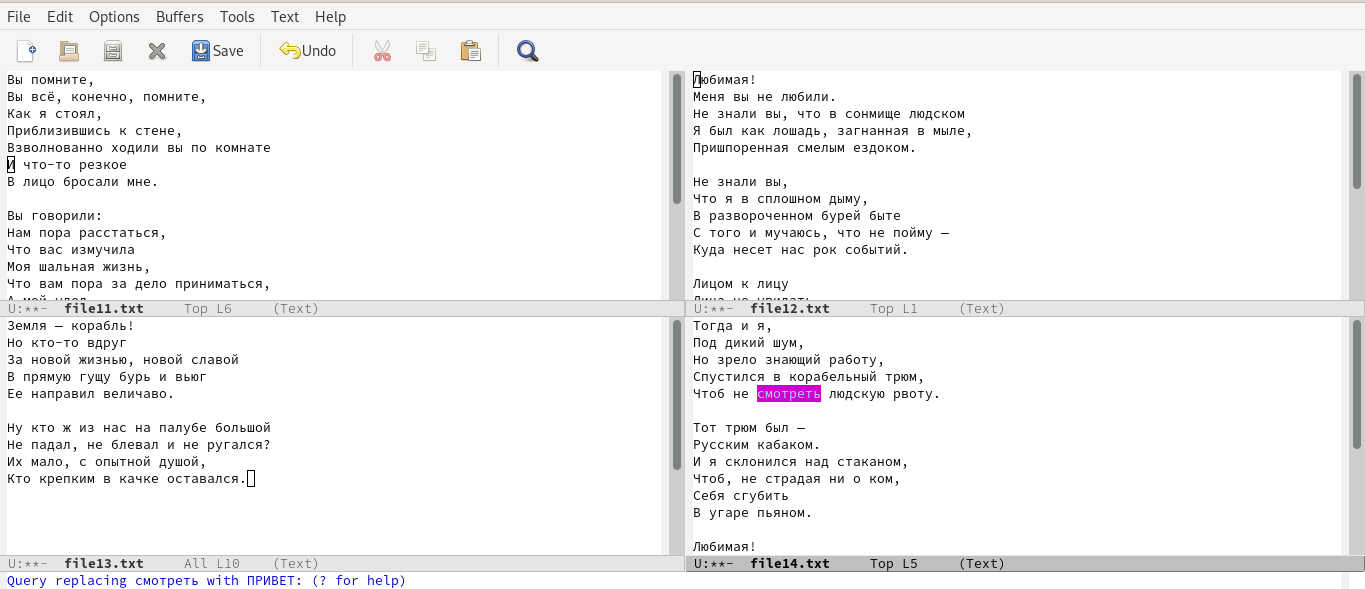 File Edit Options Buffers Tools Text Help
Save Undo
Вы помните,
Вы всё, конечно, помните,
Как я стоял,
Приблизившись к стене,
Взволнованно ходили вы по комнате
И что-то резкое
В лицо бросали мне.
Вы говорили:
Нам пора расстаться,
Что вас измучила
Моя шальная жизнь,
Что вам пора за дело приниматься,
А мой удел
U:**- file11.txt Top L6 (Text)
Любимая!
Меня вы не любили.
Не знали вы, что в сонмище людском
Я был как лошадь, загнанная в мыле,
Пришпоренная смелым ездоком.
Не знали вы,
Что я в сплошном дыму,
В развороченном бурей быте
С того и мучаюсь, что не пойму —
Куда несет нас рок событий.
Лицом к лицу
Лица не увидать
U:**- file12.txt Top L1 (Text)
Земля — корабль!
Но кто-то вдруг
За новой жизнью, новой славой
В прямую гущу бурь и вьюг
Ее направил величаво.
Ну кто ж из нас на палубе большой
Не падал, не блевал и не ругался?
Их мало, с опытной душой,
Кто крепким в качке оставался.
U:**- file13.txt All L10 (Text)
Тогда и я,
Под дикий шум,
Но зрело знающий работу,
Спустился в корабельный трюм,
Чтоб не смотреть людскую рвоту.
Тот трюм был —
Русским кабаком.
И я склонился над стаканом,
Чтоб, не страдая ни о ком,
Себя сгубить
В угаре пьяном.
Любимая!
U:**- file14.txt Top L5 (Text)
Query replacing смотреть with ПРИВЕТ: (? for help)